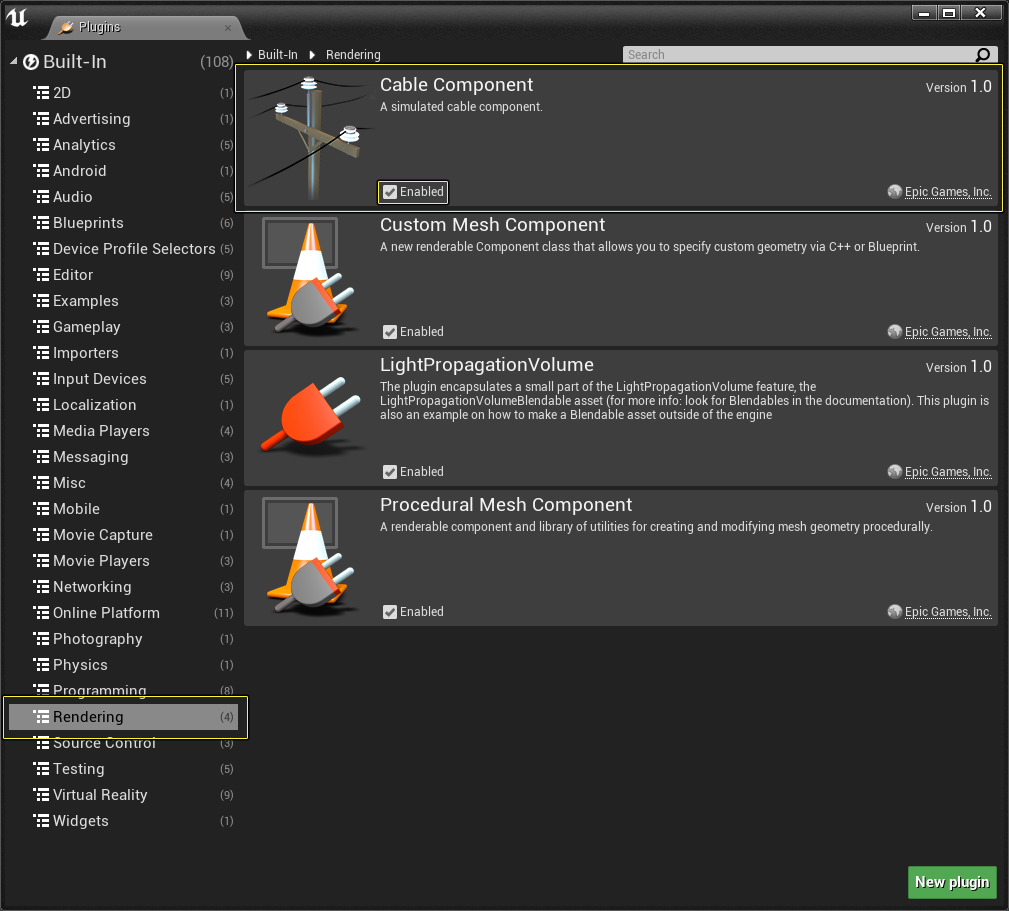 Plugins
Built-In (108)
2D (1)
Advertising (1)
Analytics (5)
Android (1)
Audio (5)
Blueprints (6)
Device Profile Selectors (5)
Editor (9)
Examples (3)
Gameplay (3)
Importers (1)
Input Devices (5)
Localization (1)
Media Players (4)
Messaging (3)
Misc (4)
Mobile (1)
Movie Capture (1)
Movie Players (3)
Networking (3)
Online Platform (11)
Photography (1)
Physics (1)
Programming (8)
Rendering (4)
Source Control (3)
Testing (5)
Virtual Reality (9)
Widgets (1)
Built-In Rendering
Search
Cable Component
Version 1.0
A simulated cable component.
Enabled
Epic Games, Inc.
Custom Mesh Component
Version 1.0
A new renderable Component class that allows you to specify custom geometry via C++ or Blueprint.
Enabled
Epic Games, Inc.
LightPropagationVolume
Version 1.0
The plugin encapsulates a small part of the LightPropagationVolume feature, the
LightPropagationVolumeBlendable asset (for more info: look for Blendables in the documentation). This plugin is
also an example on how to make a Blendable asset outside of the engine
Enabled
Epic Games, Inc.
Procedural Mesh Component
Version 1.0
A renderable component and library of utilities for creating and modifying mesh geometry procedurally.
Enabled
Epic Games, Inc.
New plugin